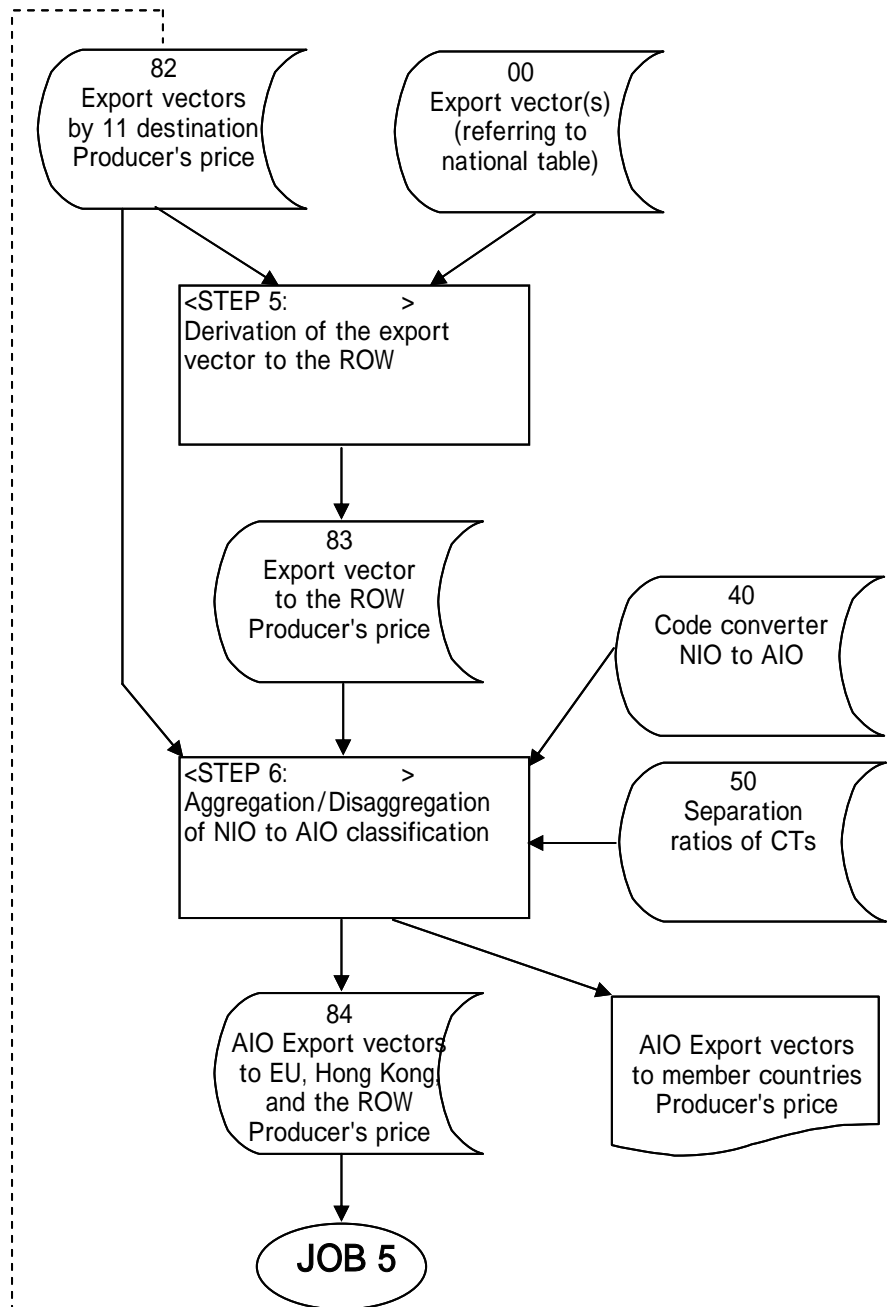 82
Export vectors
by 11 destination
Producer's price
00
Export vector(s)
(referring to
national table)
<STEP 5: >
Derivation of the export
vector to the ROW
83
Export vector
to the ROW
Producer's price
40
Code converter
NIO to AIO
<STEP 6: >
Aggregation/Disaggregation
of NIO to AIO classification
50
Separation
ratios of CTs
84
AIO Export vectors
to EU, Hong Kong,
and the ROW
Producer's price
AIO Export vectors
to member countries
Producer's price
JOB 5